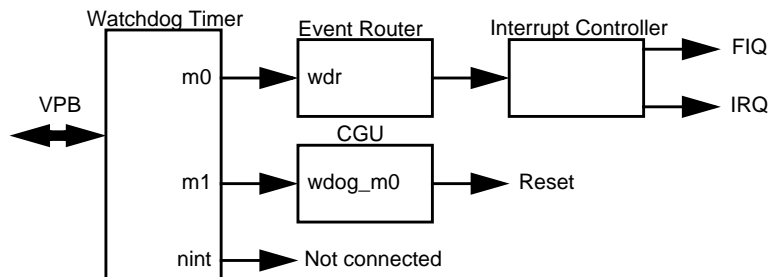 Watchdog Timer
Event Router
Interrupt Controller
FIQ
m0
wdr
VPB
IRQ
CGU
m1
wdog_m0
Reset
nint
Not connected